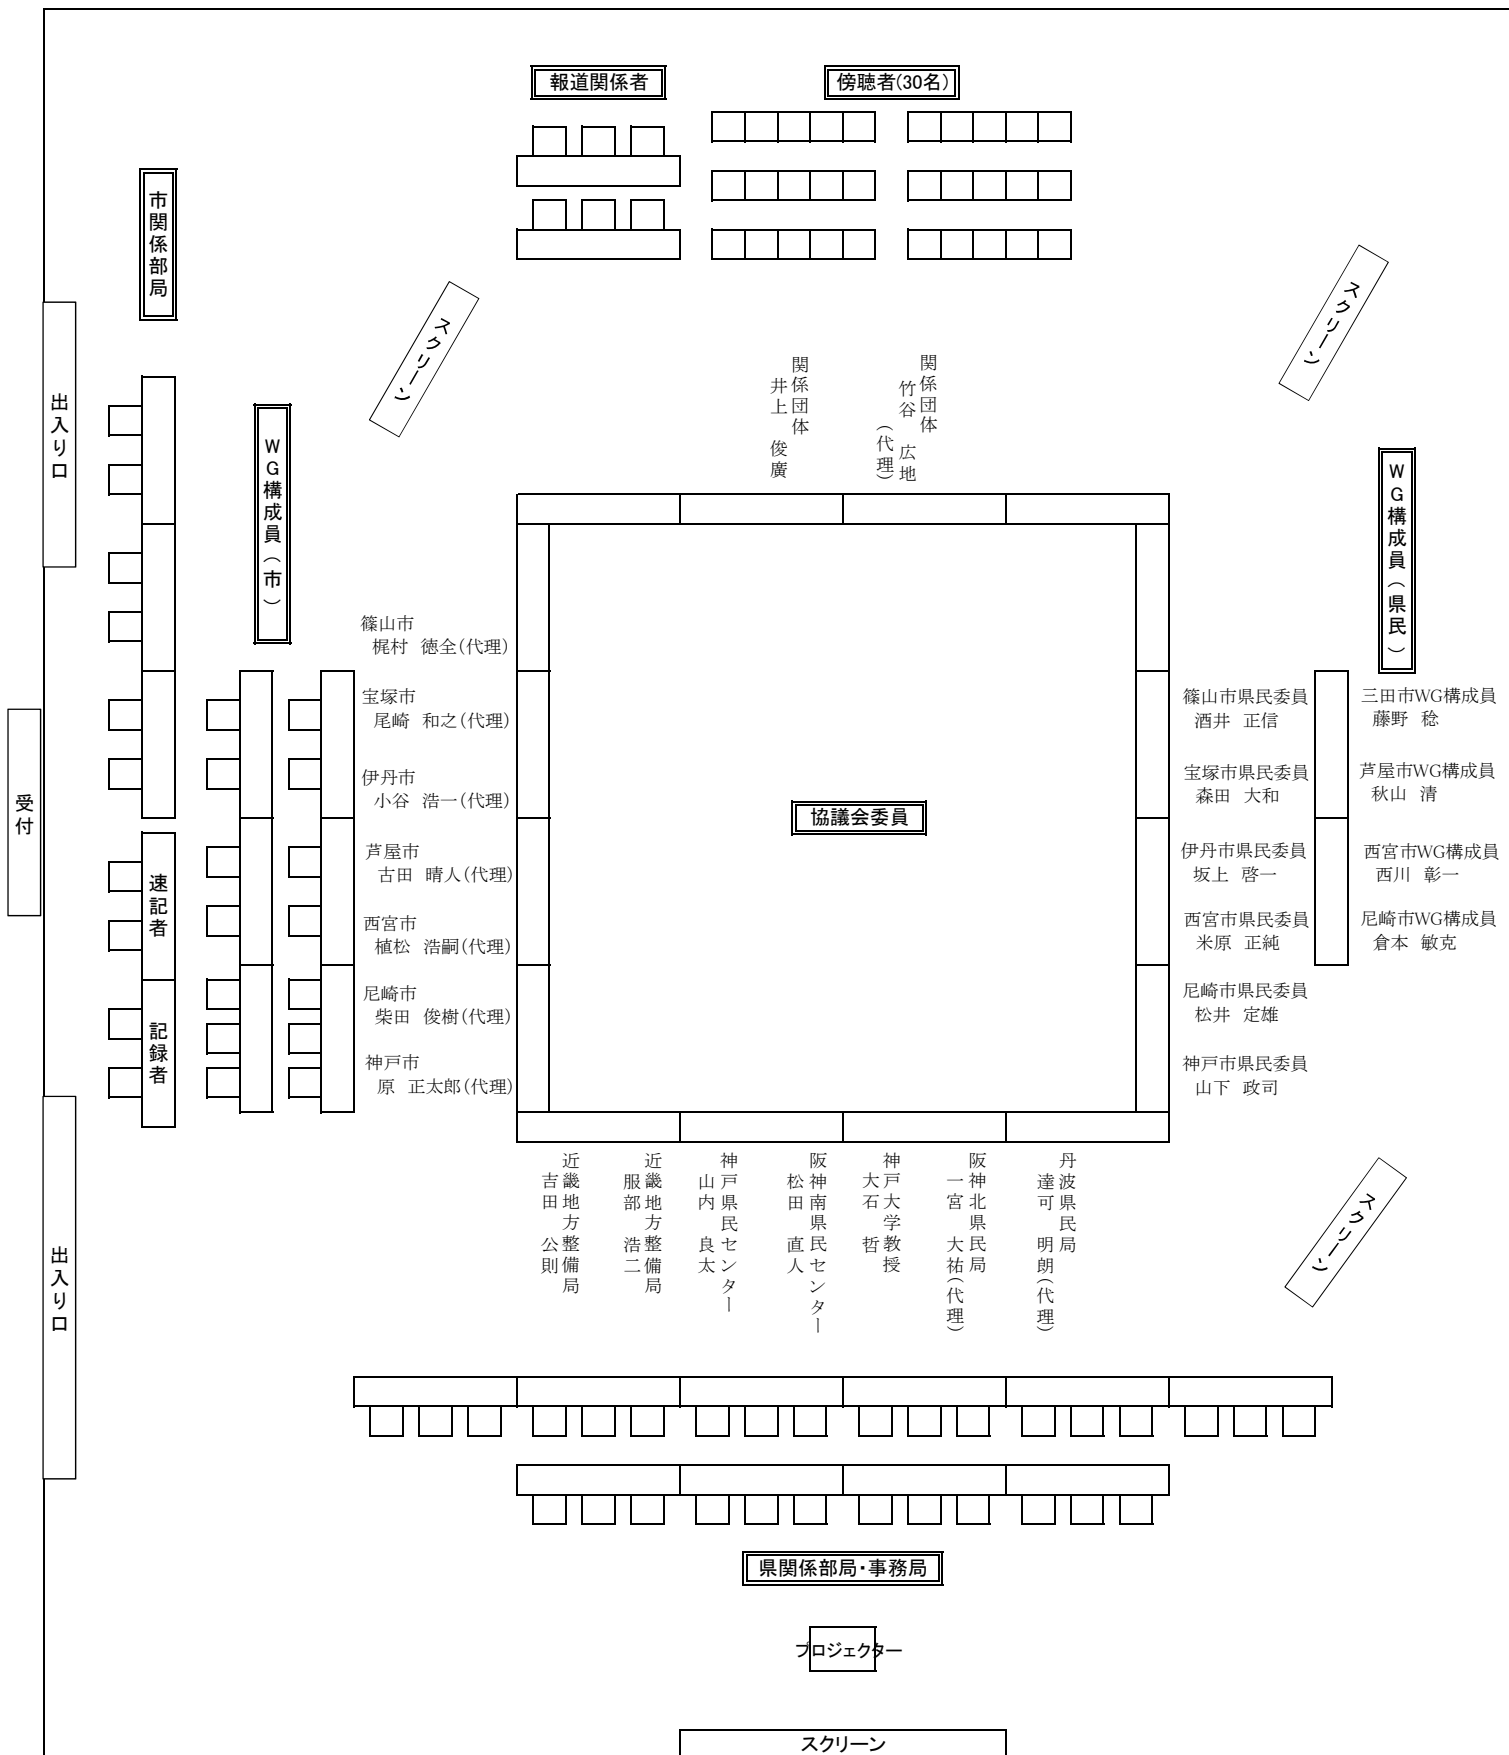 報道関係者
傍聴者(30名)
市関係部局
スクリーン
スクリーン
出入り口
WG構成員(市)
関係団体
井上 俊廣
関係団体
竹谷 広地
(代理)
WG構成員(県民)
篠山市
梶村 徳全(代理)
宝塚市
尾崎 和之(代理)
伊丹市
小谷 浩一(代理)
芦屋市
古田 晴人(代理)
西宮市
植松 浩嗣(代理)
尼崎市
柴田 俊樹(代理)
神戸市
原 正太郎(代理)
協議会委員
篠山市県民委員
酒井 正信
宝塚市県民委員
森田 大和
伊丹市県民委員
坂上 啓一
西宮市県民委員
米原 正純
尼崎市県民委員
松井 定雄
神戸市県民委員
山下 政司
三田市WG構成員
藤野 稔
芦屋市WG構成員
秋山 清
西宮市WG構成員
西川 彰一
尼崎市WG構成員
倉本 敏克
受付
速記者
記録者
出入り口
近畿地方整備局
吉田 公則
近畿地方整備局
服部 浩二
神戸県民センター
山内 良太
阪神南県民センター
松田 直人
神戸大学教授
大石 哲
阪神北県民局
一宮 大祐(代理)
丹波県民局
達可 明朗(代理)
スクリーン
県関係部局・事務局
プロジェクター
スクリーン